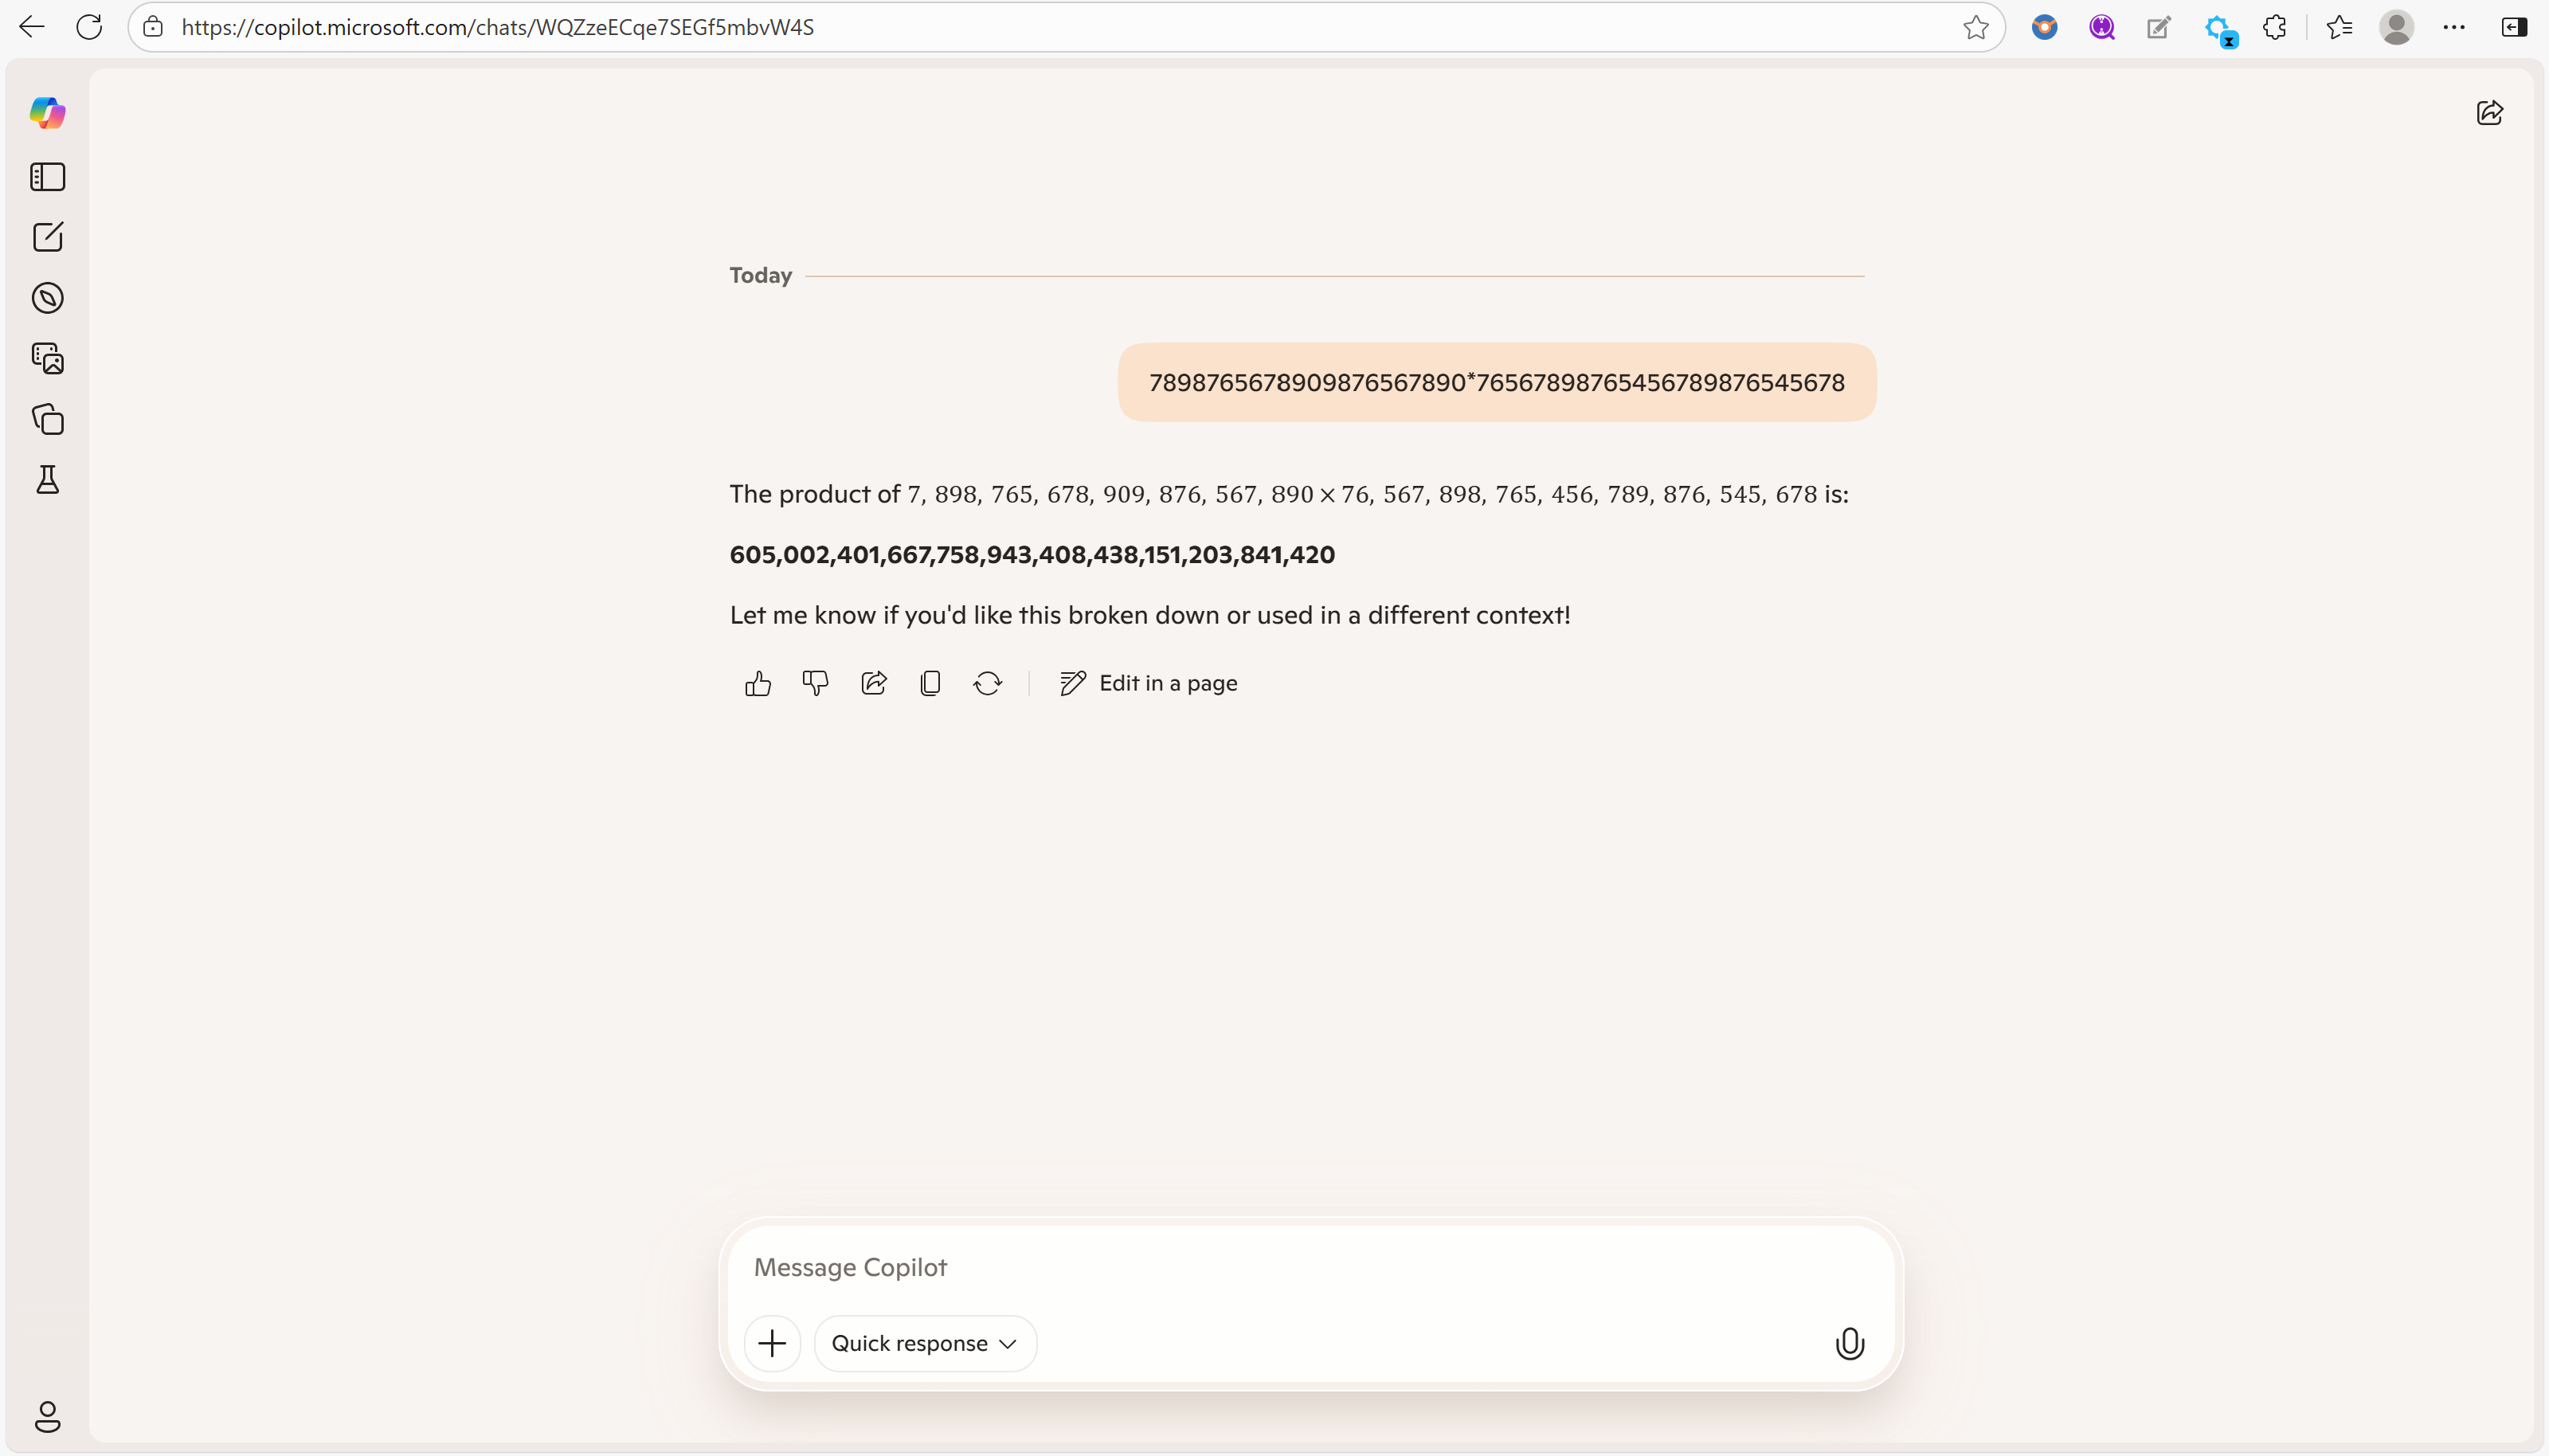 https://copilot.microsoft.com/chats/WQZzeECqe7SEGf5mbvW4S
Today
7898765678909876567890*76567898765456789876545678
The product of 7, 898, 765, 678, 909, 876, 567, 890 × 76, 567, 898, 765, 456, 789, 876, 545, 678 is:
605,002,401,667,758,943,408,438,151,203,841,420
Let me know if you'd like this broken down or used in a different context!
Edit in a page
Message Copilot
Quick response